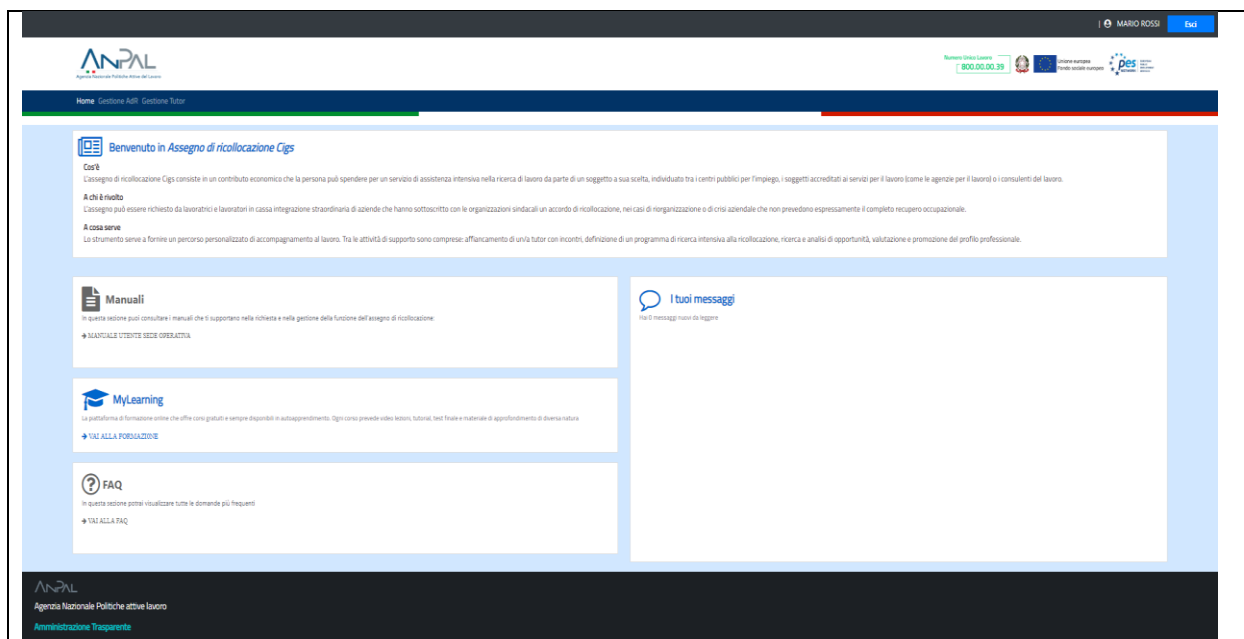 | MARIO ROSSI Esci
ANPAL
Agenzia Nazionale Politiche Attive del Lavoro
Numero Unico Lavoro
800.00.00.39
Unione europea
Fondo sociale europeo
pes
NETWORK
Home Gestione AdR Gestione Tutor
Benvenuto in Assegno di ricollocazione Cigs
Cos'è
L'assegno di ricollocazione Cigs consiste in un contributo economico che la persona può spendere per un servizio di assistenza intensiva nella ricerca di lavoro da parte di un soggetto a sua scelta, individuato tra i centri pubblici per l'impiego, i soggetti accreditati ai servizi per il lavoro (come le agenzie per il lavoro) o i consulenti del lavoro.
A chi è rivolto
L'assegno può essere richiesto da lavoratrici e lavoratori in cassa integrazione straordinaria di aziende che hanno sottoscritto con le organizzazioni sindacali un accordo di ricollocazione, nei casi di riorganizzazione o di crisi aziendale che non prevedono espressamente il completo recupero occupazionale.
A cosa serve
Lo strumento serve a fornire un percorso personalizzato di accompagnamento al lavoro. Tra le attività di supporto sono comprese: affiancamento di un/a tutor con incontri, definizione di un programma di ricerca intensiva alla ricollocazione, ricerca e analisi di opportunità, valutazione e promozione del profilo professionale.
Manuali
In questa sezione puoi consultare i manuali che ti supportano nella richiesta e nella gestione della funzione dell'assegno di ricollocazione:
MANUALE UTENTE SEDE OPERATIVA
I tuoi messaggi
Hai 0 messaggi nuovi da leggere
MyLearning
La piattaforma di formazione online che offre corsi gratuiti e sempre disponibili in autoapprendimento. Ogni corso prevede video lezioni, tutorial, test finale e materiale di approfondimento di diversa natura
VAI ALLA FORMAZIONE
FAQ
In questa sezione potrai visualizzare tutte le domande più frequenti
VAI ALLA FAQ
ANPAL
Agenzia Nazionale Politiche attive lavoro
Amministrazione Trasparente